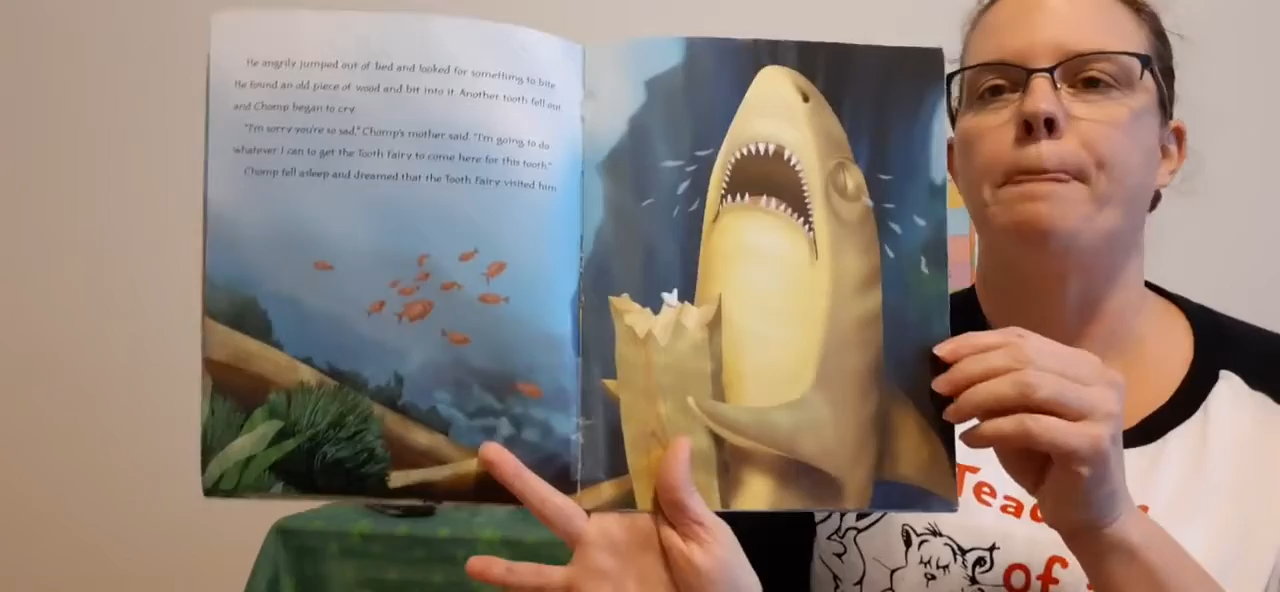 He angrily jumped out of bed and looked for something to bite.
He found an old piece of wood and bit into it. Another tooth fell out,
and Chomp began to cry.
"I'm sorry you're so sad," Chomp's mother said. "I'm going to do
whatever I can to get the Tooth Fairy to come here for this tooth."
Chomp fell asleep and dreamed that the Tooth Fairy visited him
of